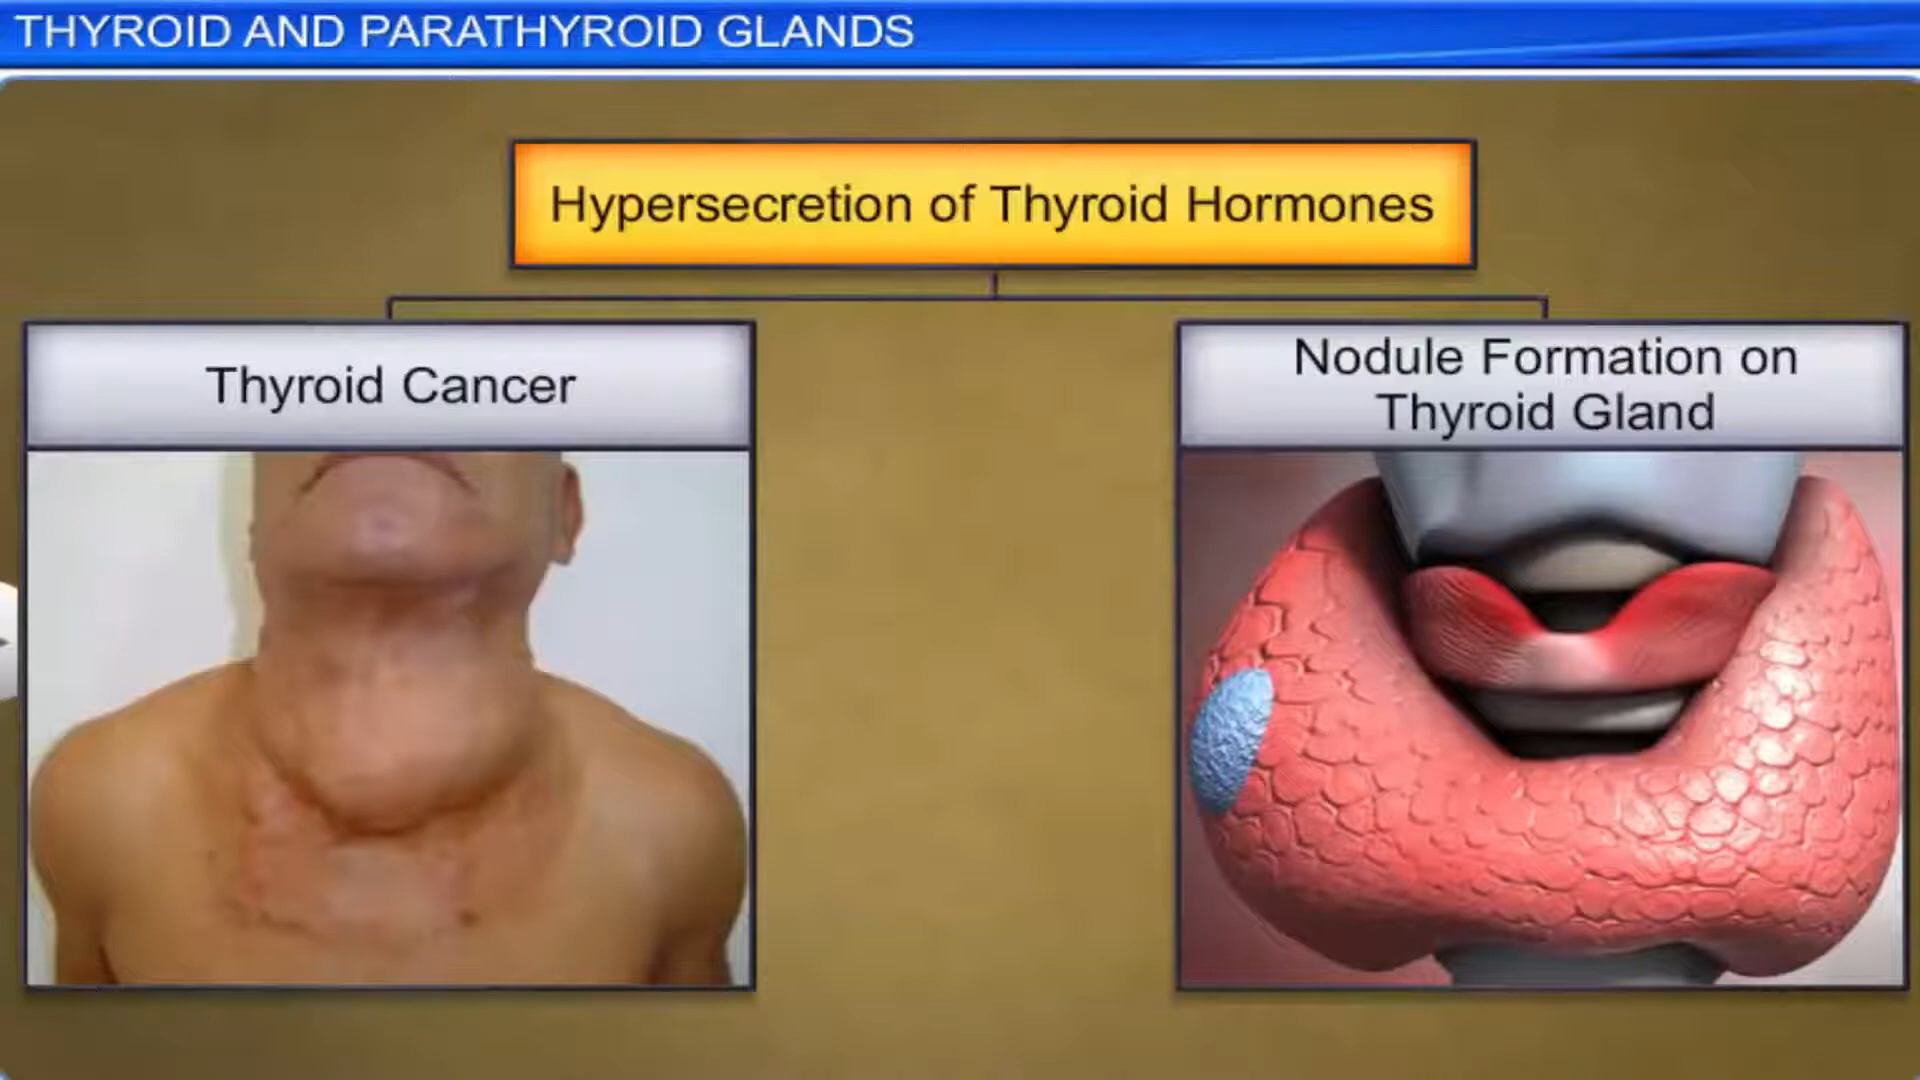 THYROID AND PARATHYROID GLANDS
Hypersecretion of Thyroid Hormones
Thyroid Cancer
Nodule Formation on
Thyroid Gland